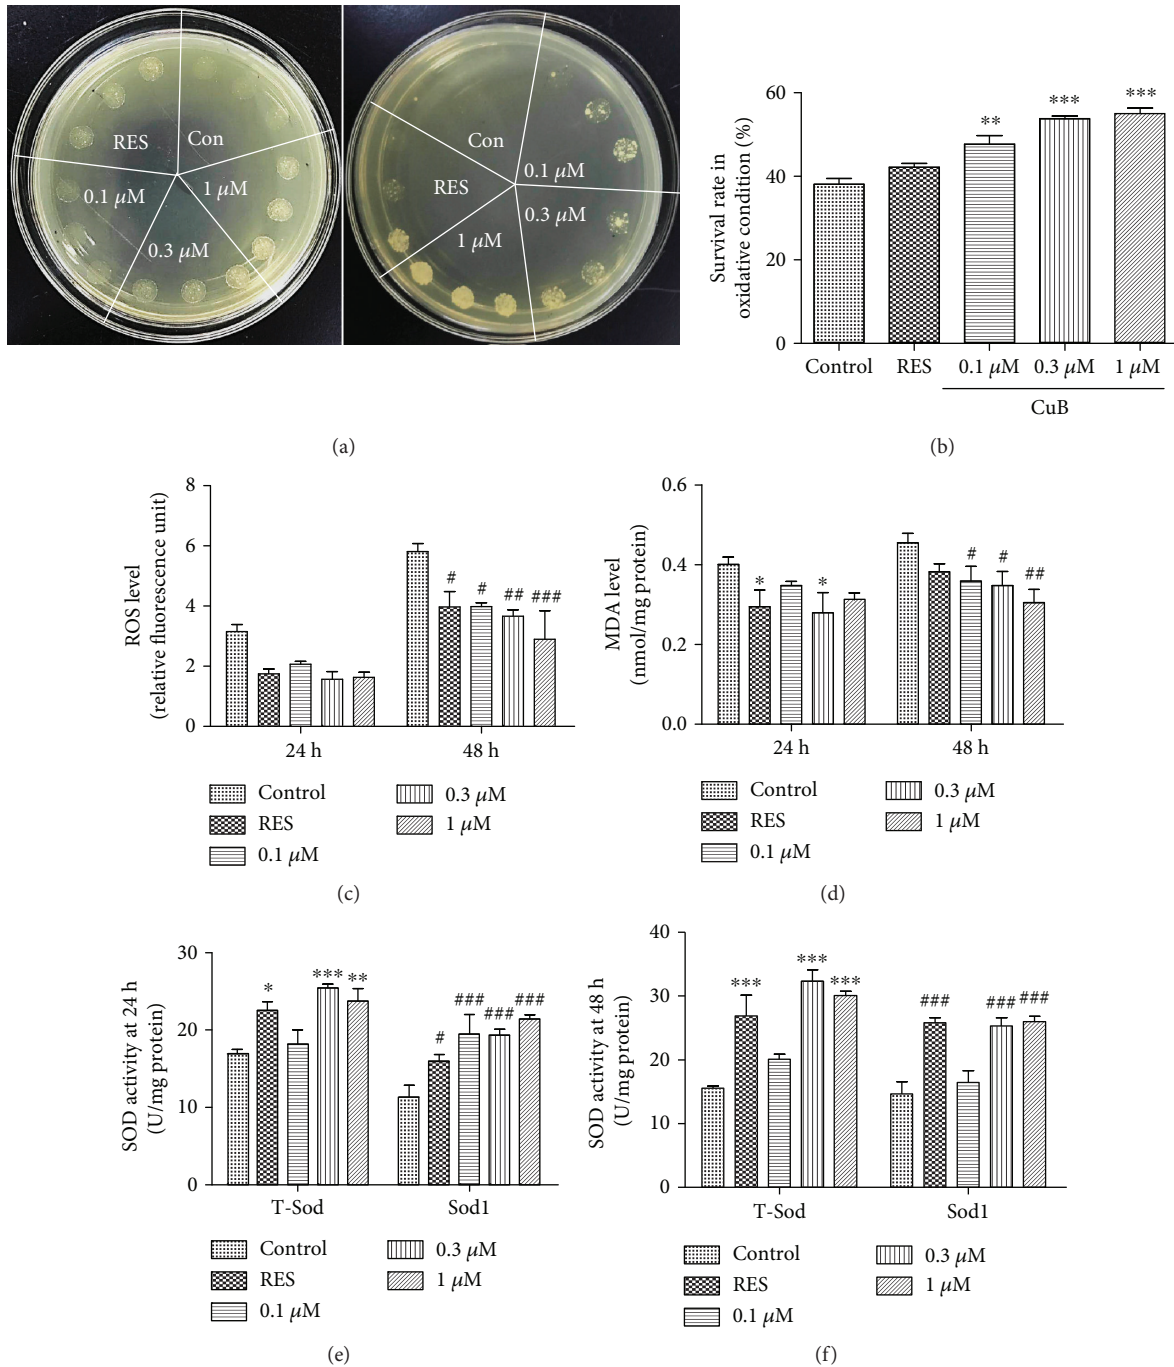 RES
Con
0.1 μM
1 μM
0.3 μM
Con
0.1 μM
RES
0.3 μM
1 μM
(a)
Survival rate in
oxidative condition (%)
60
40
20
0
**
***
***
Control
RES
0.1 μM
0.3 μM
1 μM
CuB
(b)
ROS level
(relative fluorescence unit)
8
6
4
2
0
#
#
##
###
24 h
48 h
Control
RES
0.1 μM
0.3 μM
1 μM
(c)
MDA level
(nmol/mg protein)
0.6
0.4
0.2
0.0
*
*
#
#
##
24 h
48 h
Control
RES
0.1 μM
0.3 μM
1 μM
(d)
SOD activity at 24 h
(U/mg protein)
30
20
10
0
*
***
**
#
###
###
###
T-Sod
Sod1
Control
RES
0.1 μM
0.3 μM
1 μM
(e)
SOD activity at 48 h
(U/mg protein)
40
30
20
10
0
***
***
***
###
###
###
T-Sod
Sod1
Control
RES
0.1 μM
0.3 μM
1 μM
(f)